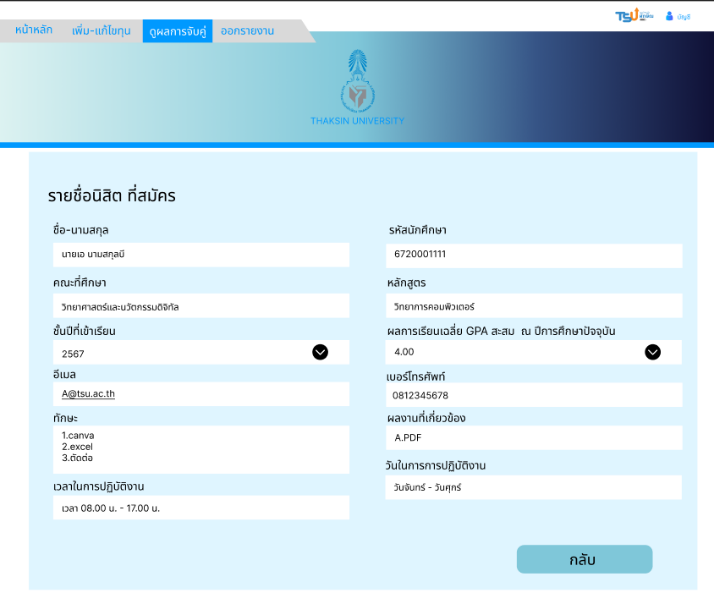 TSU
บัญชี
หน้าหลัก เพิ่ม-แก้ไขทุน ดูผลการจับคู่ ออกรายงาน
THAKSIN UNIVERSITY
รายชื่อนิสิต ที่สมัคร
ชื่อ-นามสกุล รหัสนักศึกษา
นายเอ นามสกุลบี 6720001111
คณะที่ศึกษา หลักสูตร
วิทยาศาสตร์และนวัตกรรมดิจิทัล วิทยาการคอมพิวเตอร์
ชั้นปีที่เข้าเรียน ผลการเรียนเฉลี่ย GPA สะสม ณ ปีการศึกษาปัจจุบัน
2567 4.00
อีเมล เบอร์โทรศัพท์
A@tsu.ac.th 0812345678
ทักษะ ผลงานที่เกี่ยวข้อง
1.canva A.PDF
2.excel
3.ตัดต่อ
วันในการการปฏิบัติงาน
เวลาในการปฏิบัติงาน วันจันทร์ - วันศุกร์
เวลา 08.00 น. - 17.00 น.
กลับ